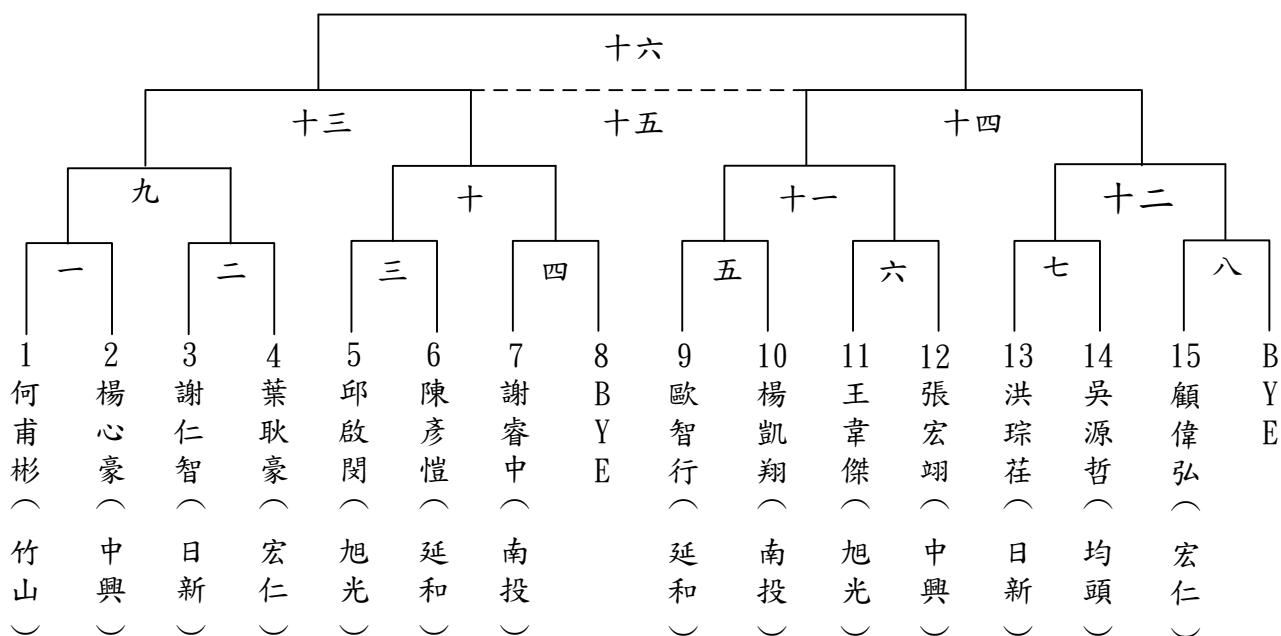 十六
十三 十五 十四
九 十 十一 十二
一 二 三 四 五 六 七 八
1 何甫彬（竹山）
2 楊心豪（中興）
3 謝仁智（日新）
4 葉耿豪（宏仁）
5 邱啟閔（旭光）
6 陳彥愷（延和）
7 謝睿中（南投）
8 BYE
9 歐智行（延和）
10 楊凱翔（南投）
11 王韋傑（旭光）
12 張宏翊（中興）
13 洪琮荏（日新）
14 吳源哲（均頭）
15 顧偉弘（宏仁）
BYE